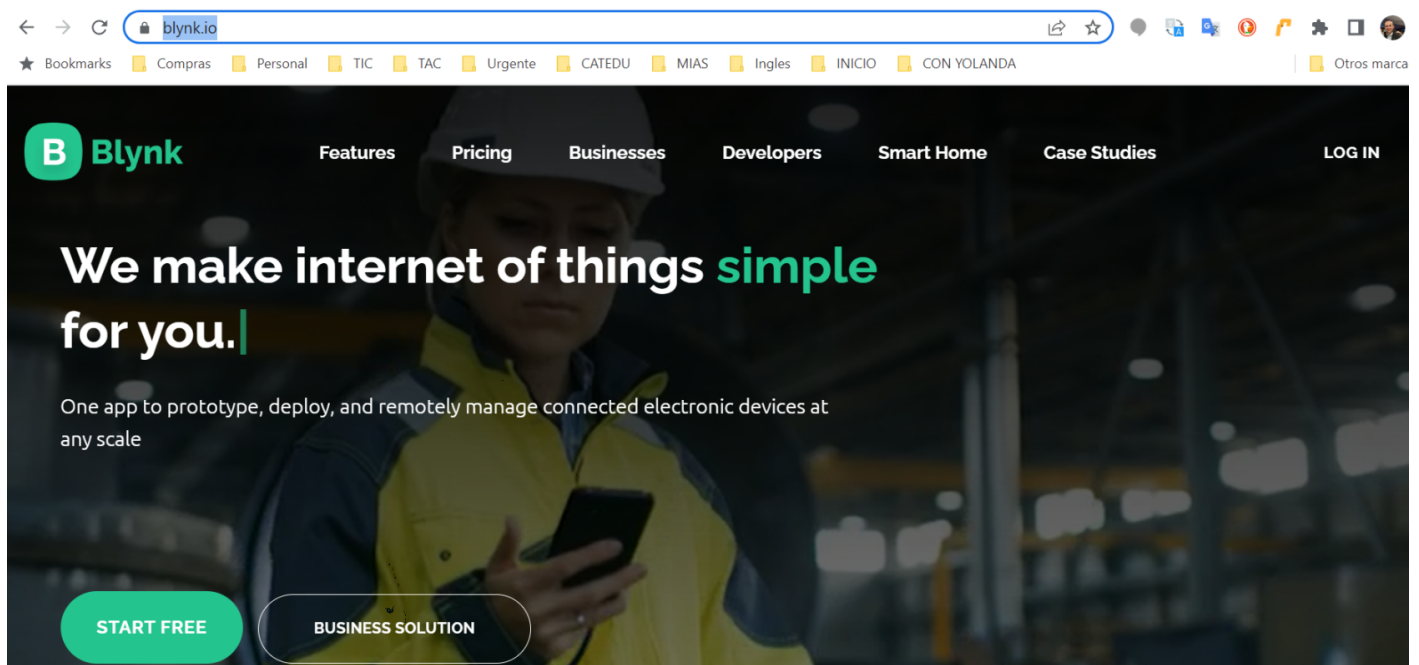 blynk.io
Bookmarks Compras Personal TIC TAC Urgente CATEDU MIAS Ingles INICIO CON YOLANDA Otros marca
B Blynk Features Pricing Businesses Developers Smart Home Case Studies LOG IN
We make internet of things simple
for you.
One app to prototype, deploy, and remotely manage connected electronic devices at
any scale
START FREE BUSINESS SOLUTION